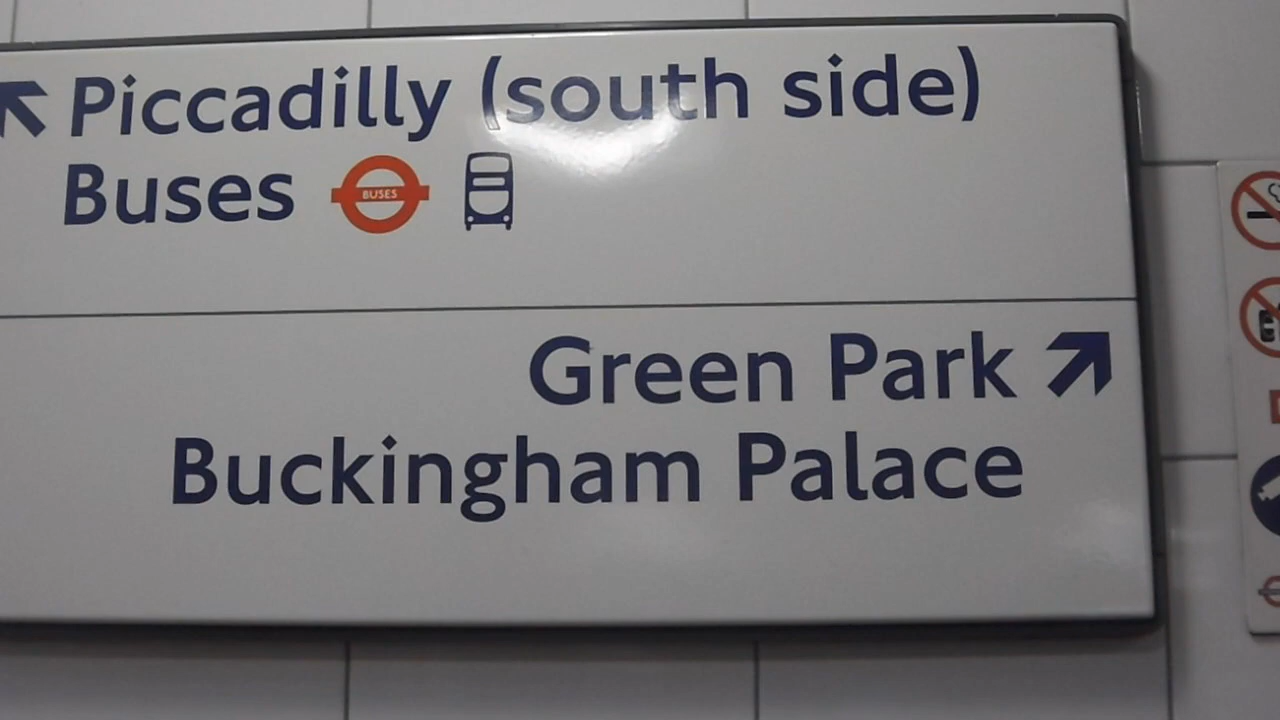 Piccadilly (south side)
Buses BUSES
Green Park
Buckingham Palace